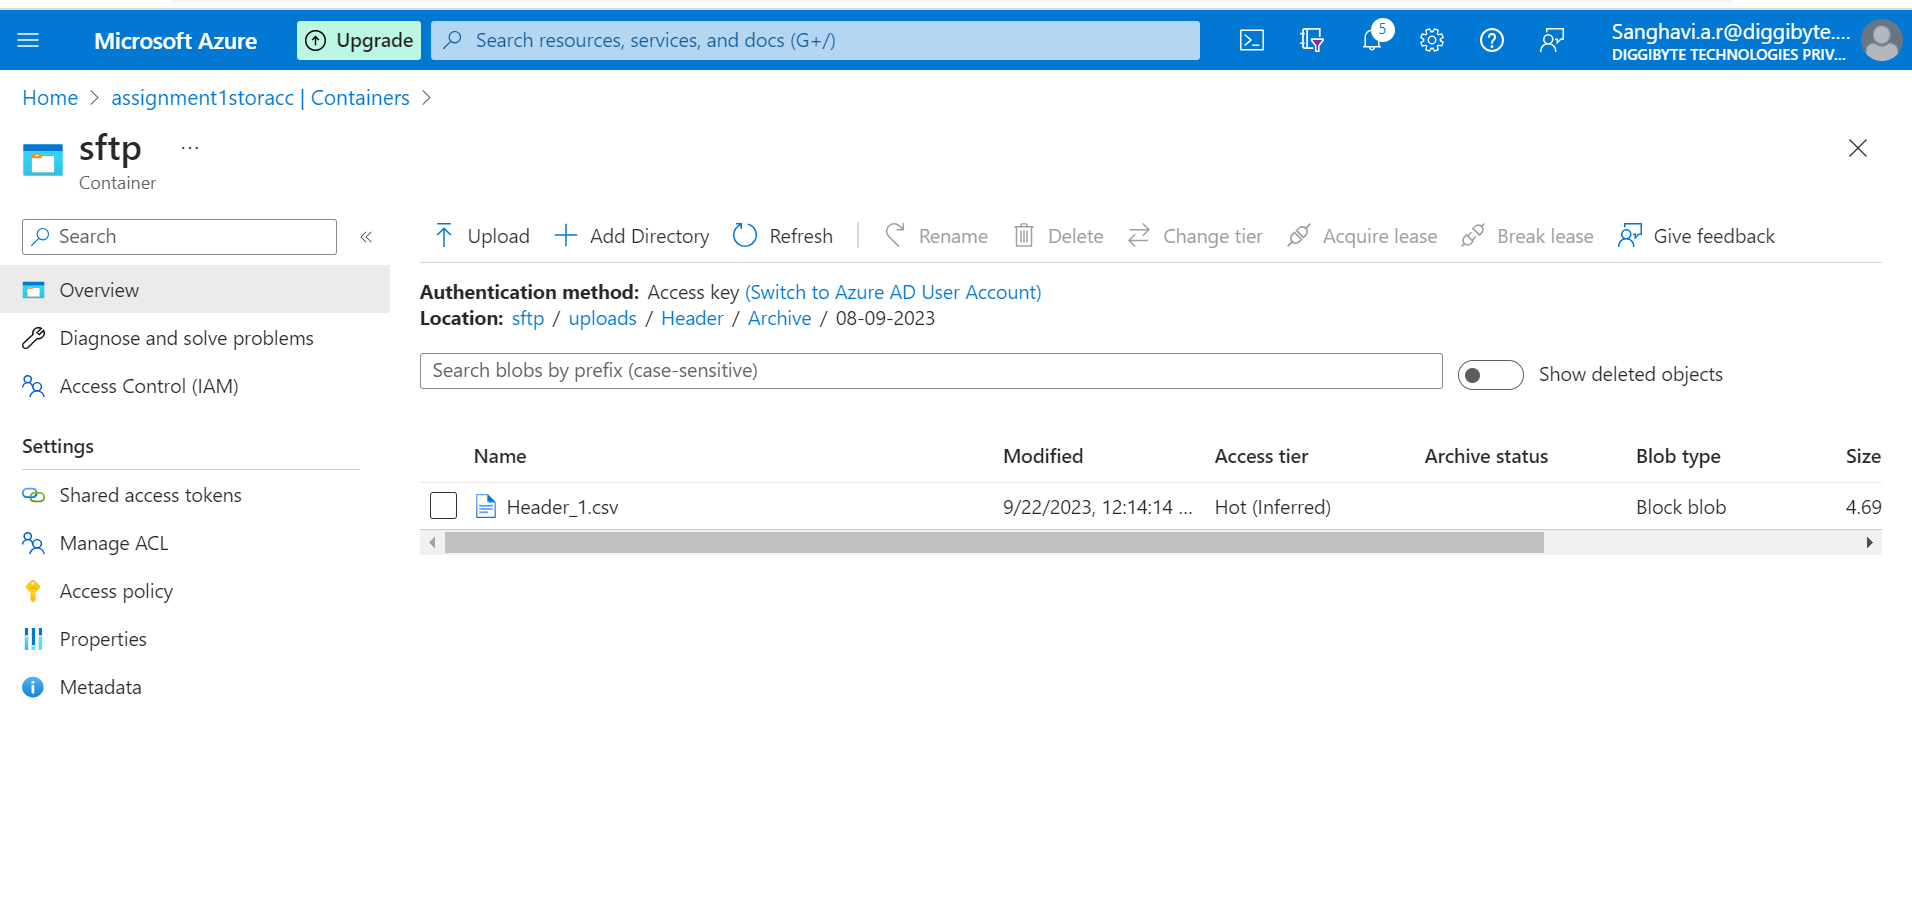 Microsoft Azure
Upgrade
Search resources, services, and docs (G+/)
5
Sanghavi.a.r@diggibyte....
DIGGIBYTE TECHNOLOGIES PRIV...
Home > assignment1storacc | Containers >
sftp ...
Container
Search
«
Overview
Diagnose and solve problems
Access Control (IAM)
Settings
Shared access tokens
Manage ACL
Access policy
Properties
Metadata
Upload Add Directory Refresh Rename Delete Change tier Acquire lease Break lease Give feedback
Authentication method: Access key (Switch to Azure AD User Account)
Location: sftp / uploads / Header / Archive / 08-09-2023
Search blobs by prefix (case-sensitive)
Show deleted objects
Name Modified Access tier Archive status Blob type Size
Header_1.csv 9/22/2023, 12:14:14 ... Hot (Inferred) Block blob 4.69